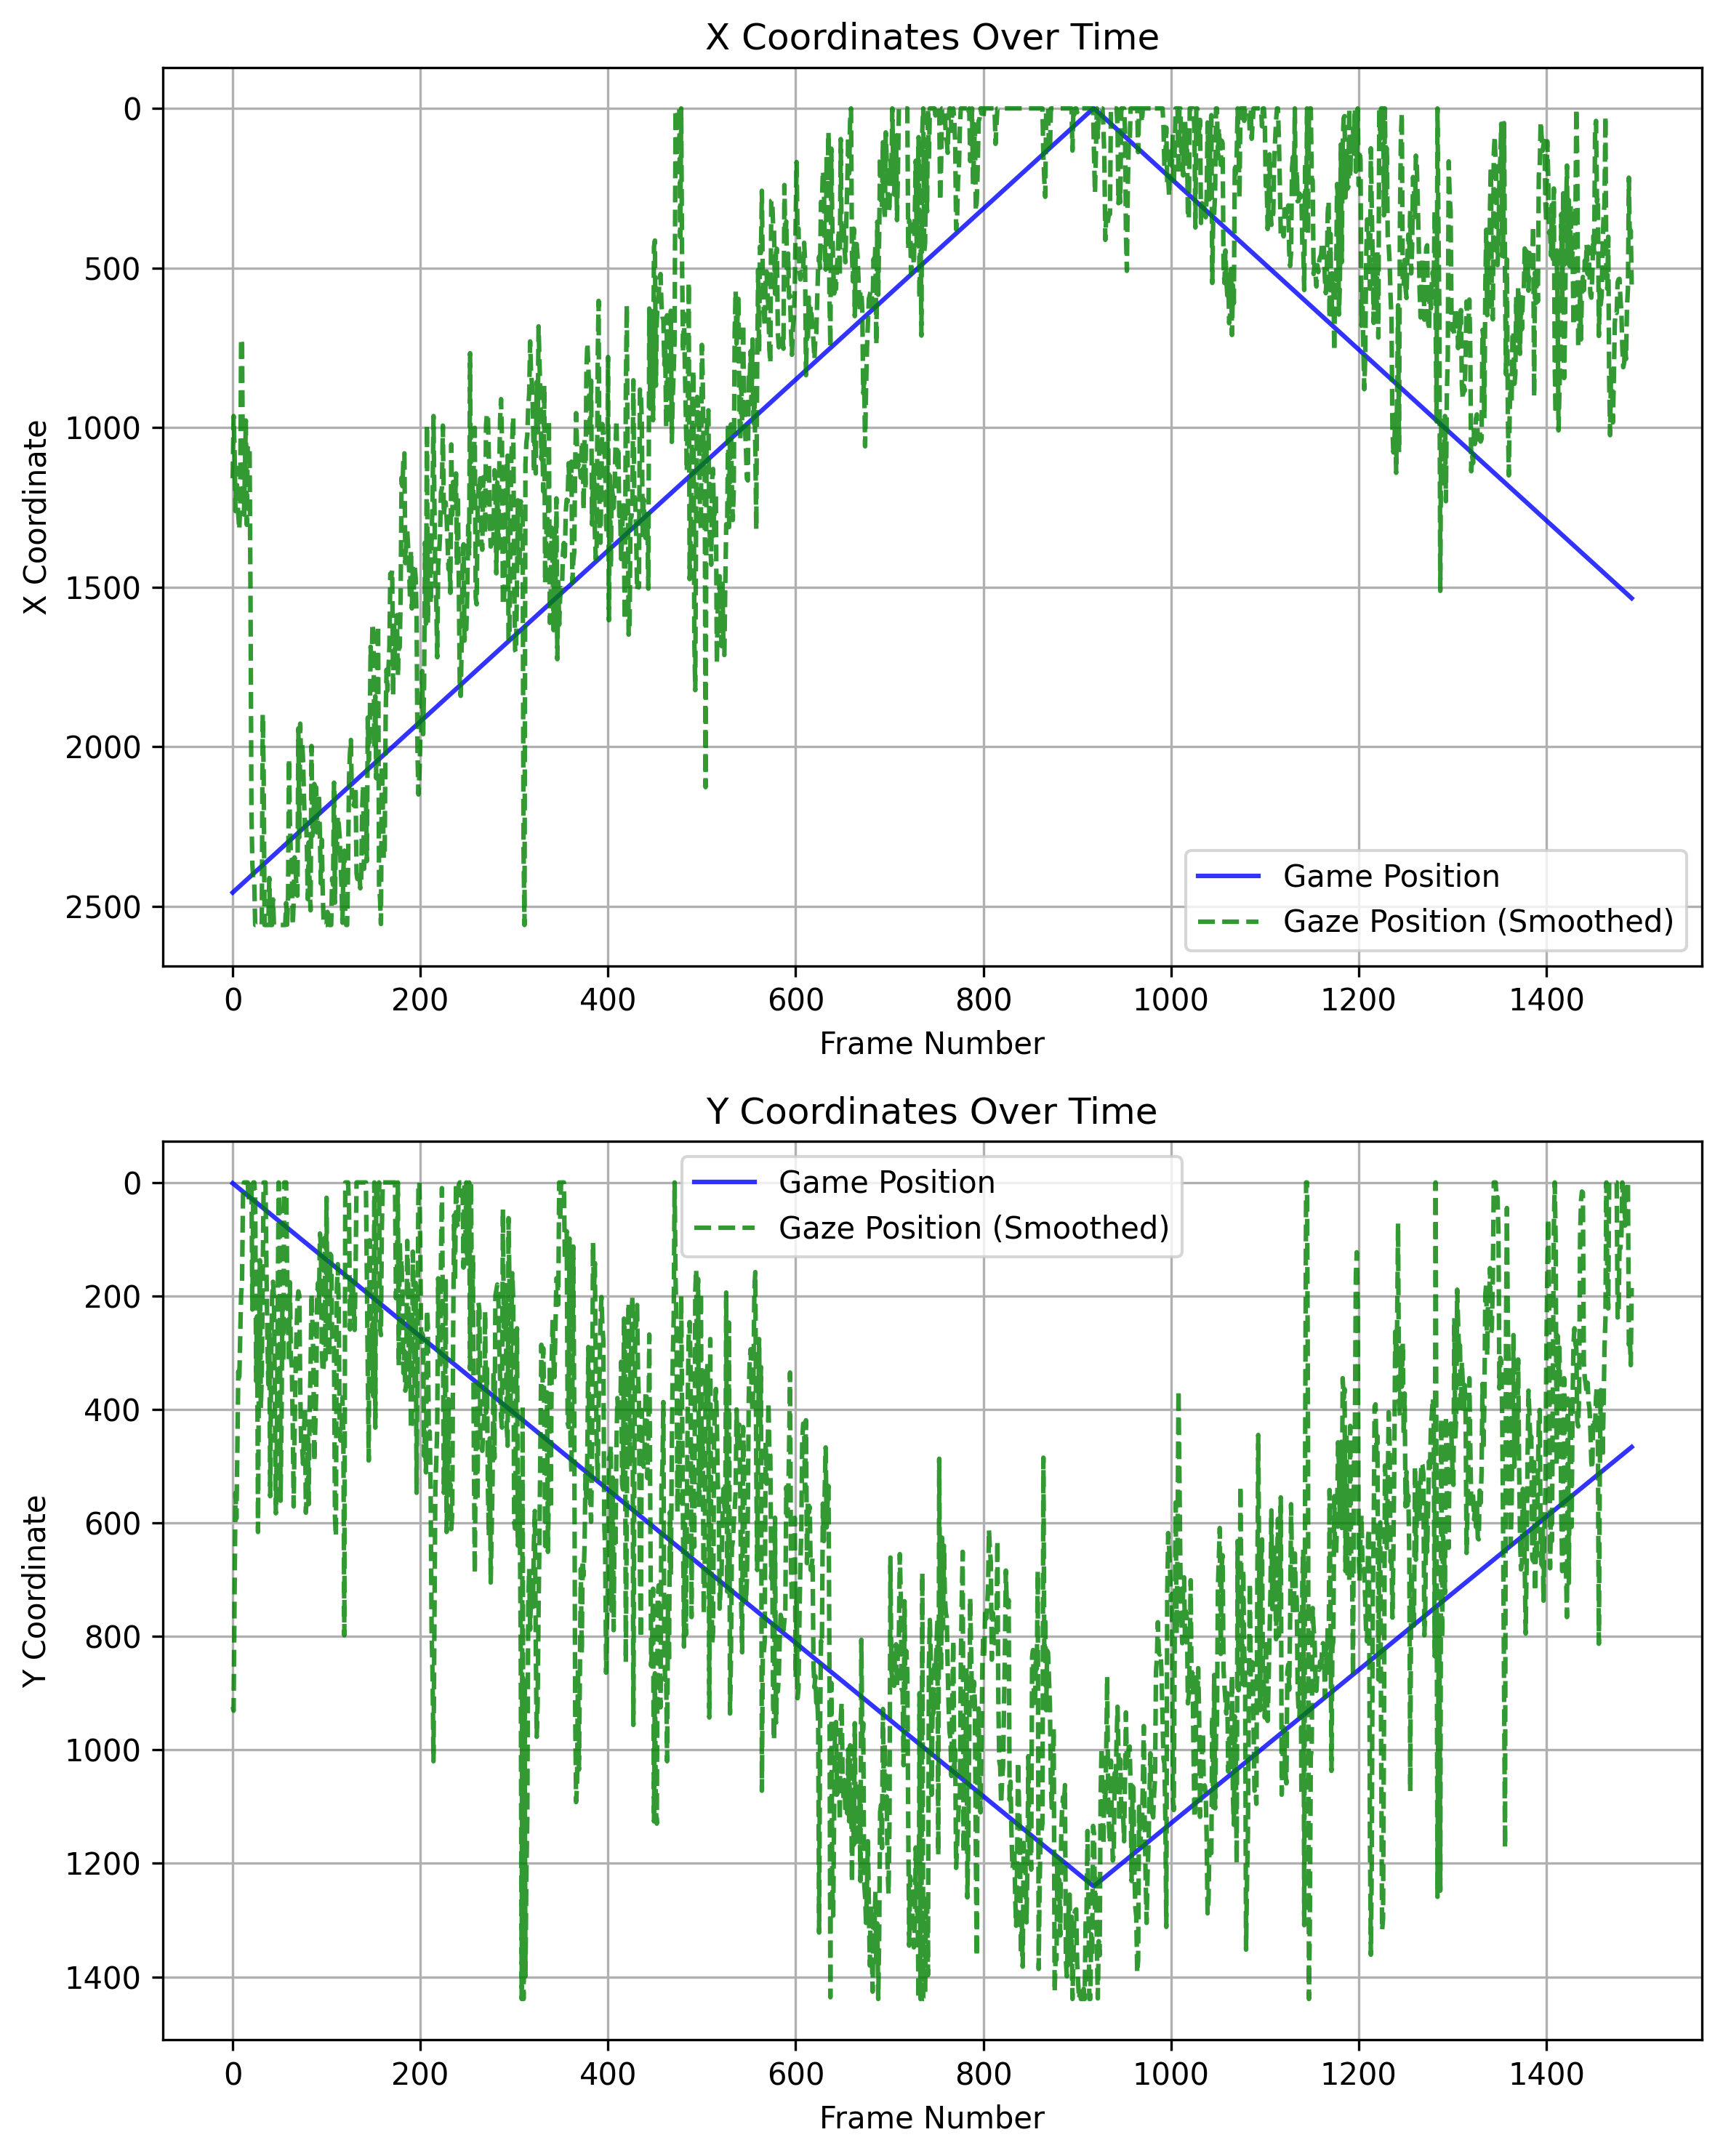 X Coordinates Over Time
0
500
1000
1500
2000
2500
X Coordinate
Game Position
Gaze Position (Smoothed)
0 200 400 600 800 1000 1200 1400
Frame Number
Y Coordinates Over Time
Game Position
Gaze Position (Smoothed)
0
200
400
600
800
1000
1200
1400
Y Coordinate
0 200 400 600 800 1000 1200 1400
Frame Number